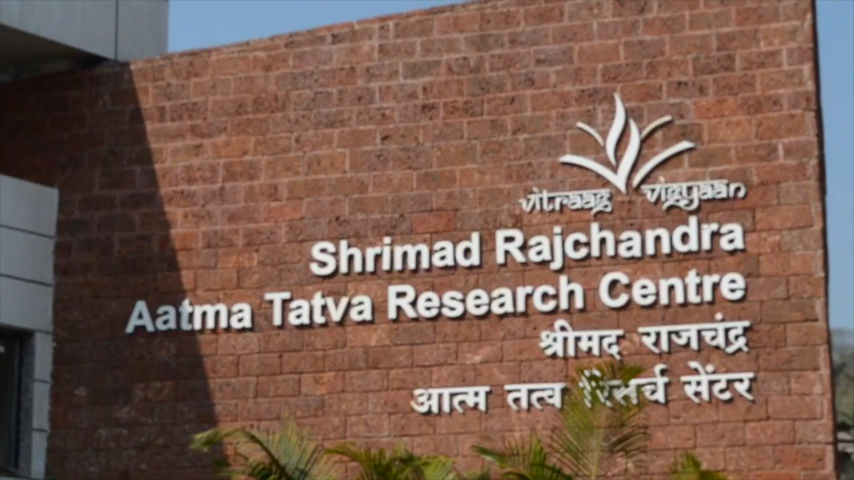 vitraag vigyaan
Shrimad Rajchandra
Aatma Tatva Research Centre
श्रीमद राजचंद्र
आत्म तत्व रिसर्च सेंटर